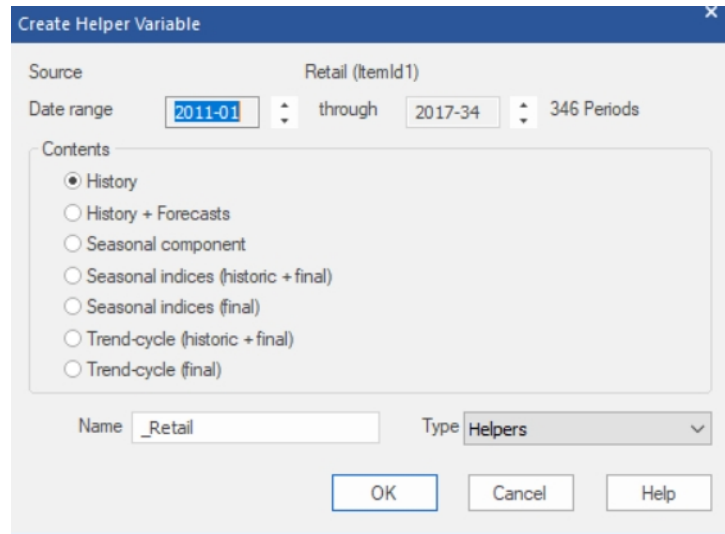 Create Helper Variable
Source Retail (ItemId1)
Date range 2011-01 through 2017-34 346 Periods
Contents
History
History + Forecasts
Seasonal component
Seasonal indices (historic + final)
Seasonal indices (final)
Trend-cycle (historic + final)
Trend-cycle (final)
Name _Retail Type Helpers
OK Cancel Help